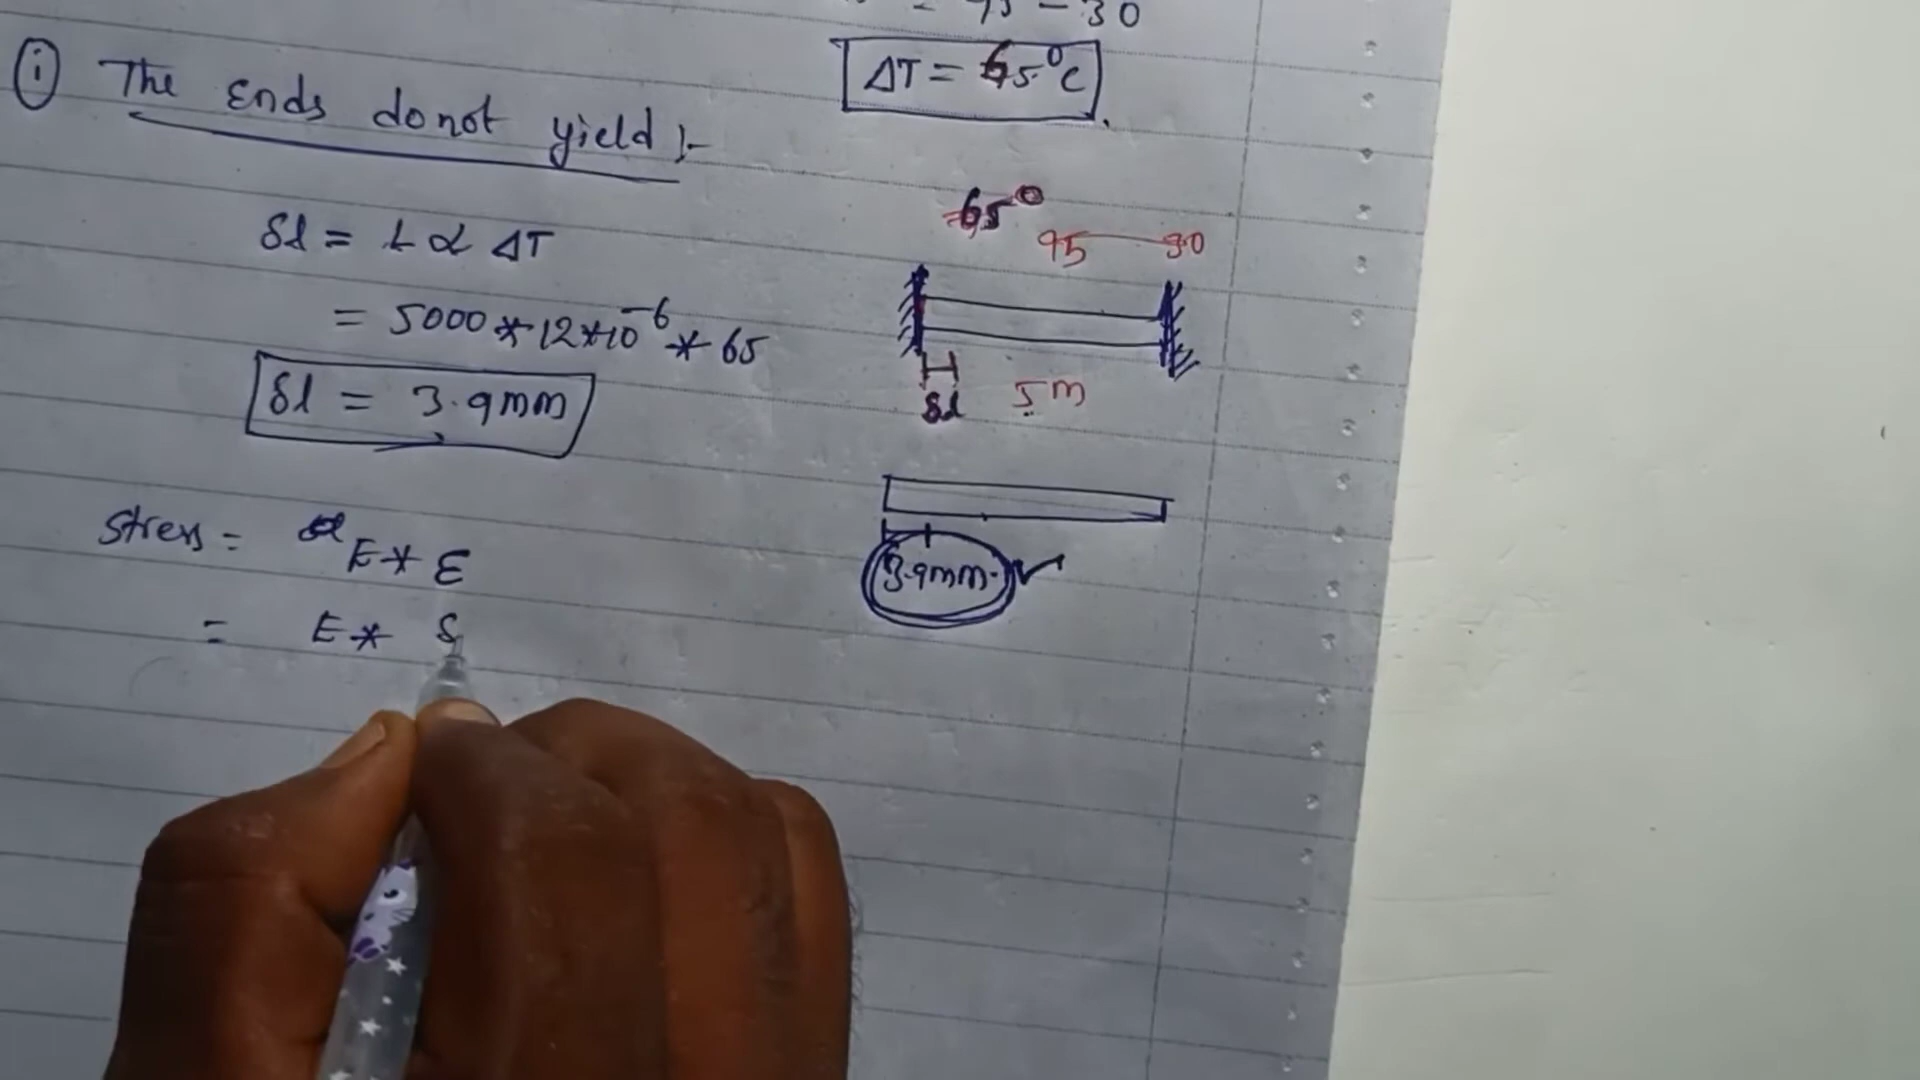 = 95 - 30
ΔT = 65°C
(i) The Ends donot yield :-
δl = L α ΔT
= 5000 * 12 * 10⁻⁶ * 65
δl = 3.9mm
65°
95 30
δl 5m
3.9mm.
Stress = E * ε
= E * δ